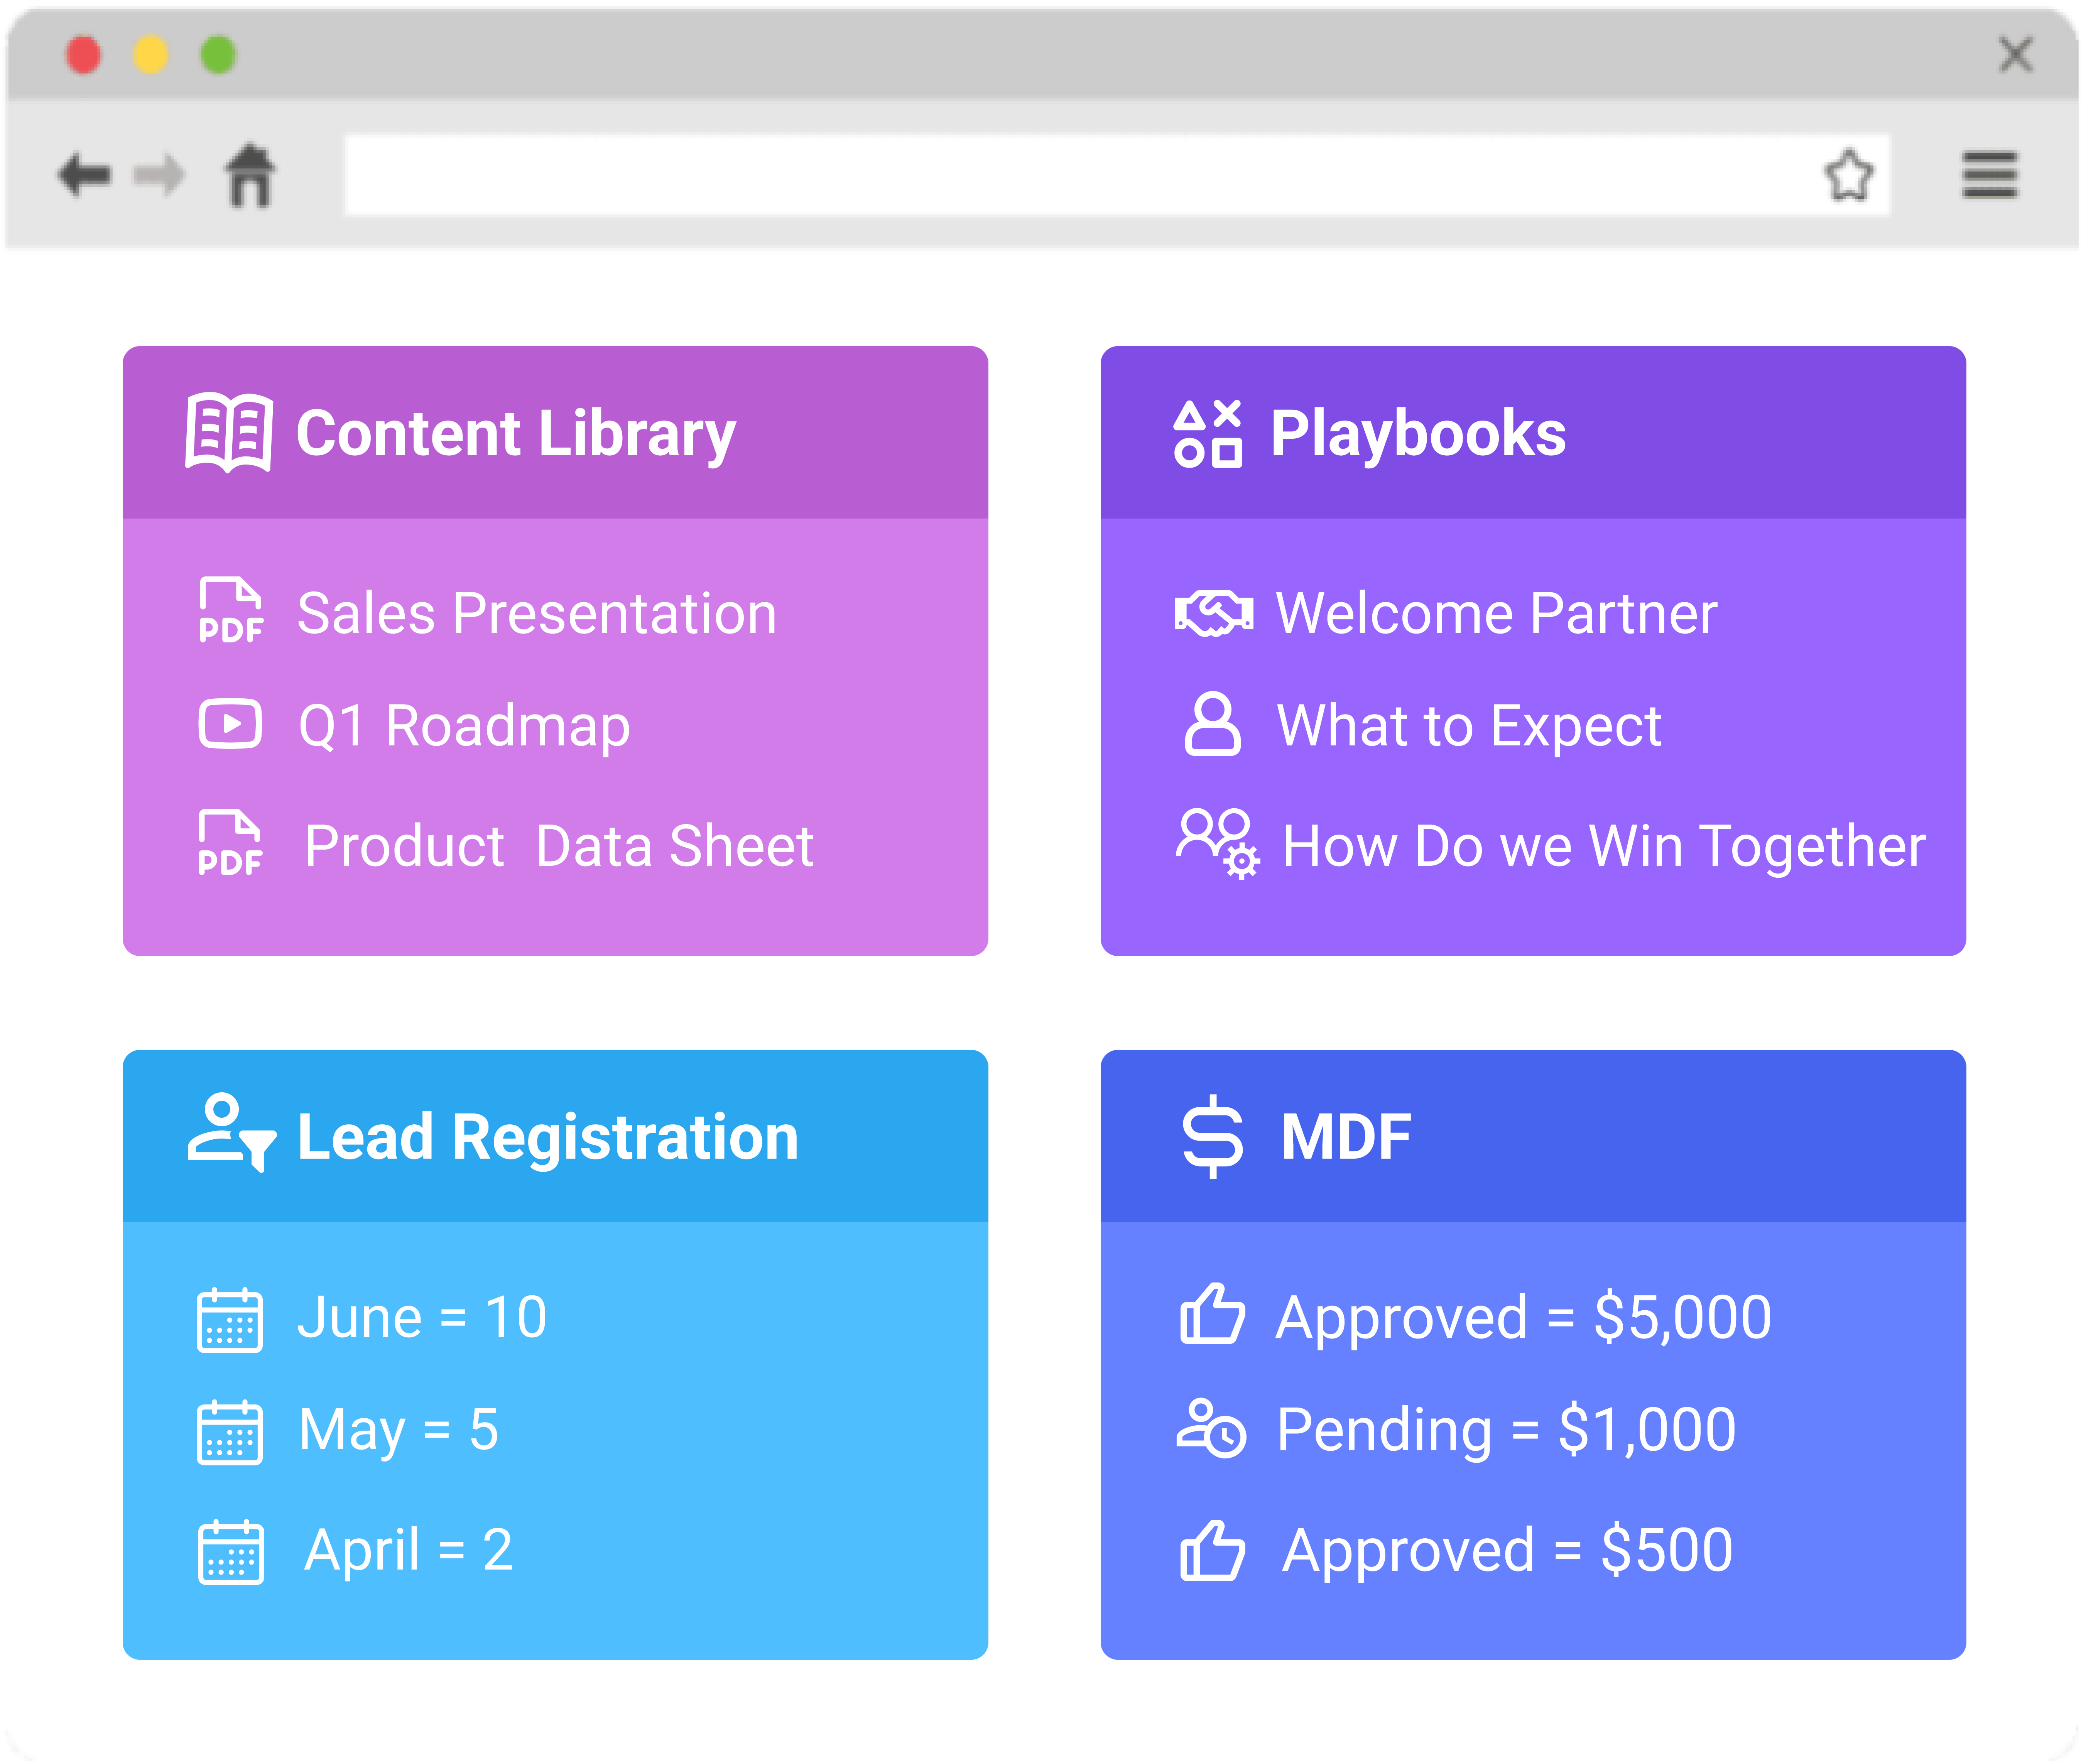 Content Library
PDF Sales Presentation
Q1 Roadmap
PDF Product Data Sheet
Playbooks
Welcome Partner
What to Expect
How Do we Win Together
Lead Registration
June = 10
May = 5
April = 2
MDF
Approved = $5,000
Pending = $1,000
Approved = $500